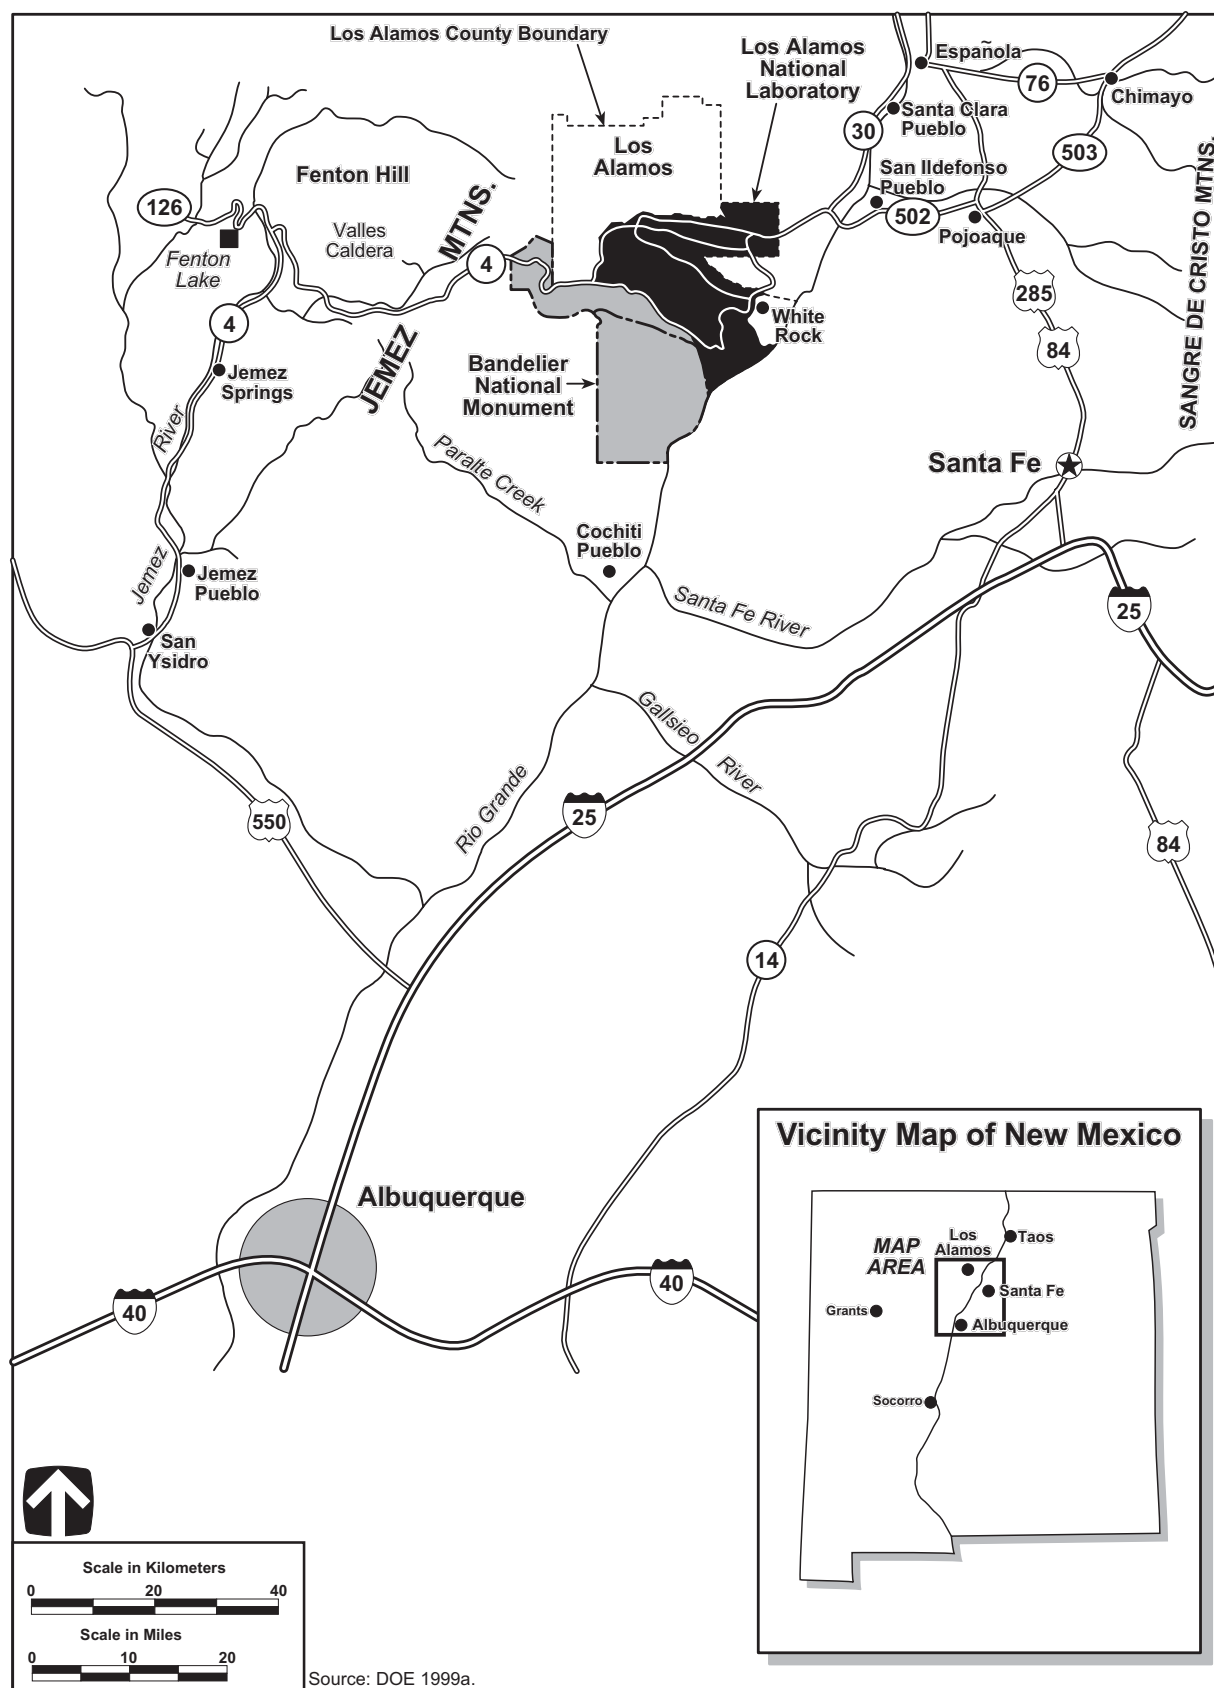 Los Alamos County Boundary
Los Alamos
National
Laboratory
Española
76
Chimayo
Santa Clara
Pueblo
30
Los
Alamos
503
San Ildefonso
Pueblo
Fenton Hill
126
MTNS.
502
Pojoaque
Valles
Caldera
Fenton
Lake
4
285
SANGRE DE CRISTO MTNS.
4
White
Rock
84
JEMEZ
Jemez
Springs
Bandelier
National
Monument
River
Santa Fe
Paralte Creek
Cochiti
Pueblo
Jemez
Jemez
Pueblo
Santa Fe River
25
San
Ysidro
Gallsieo
River
Rio Grande
25
550
84
14
Albuquerque
40
40
Vicinity Map of New Mexico
MAP
AREA
Los
Alamos
Taos
Santa Fe
Grants
Albuquerque
Socorro
Scale in Kilometers
0 20 40
Scale in Miles
0 10 20
Source: DOE 1999a.